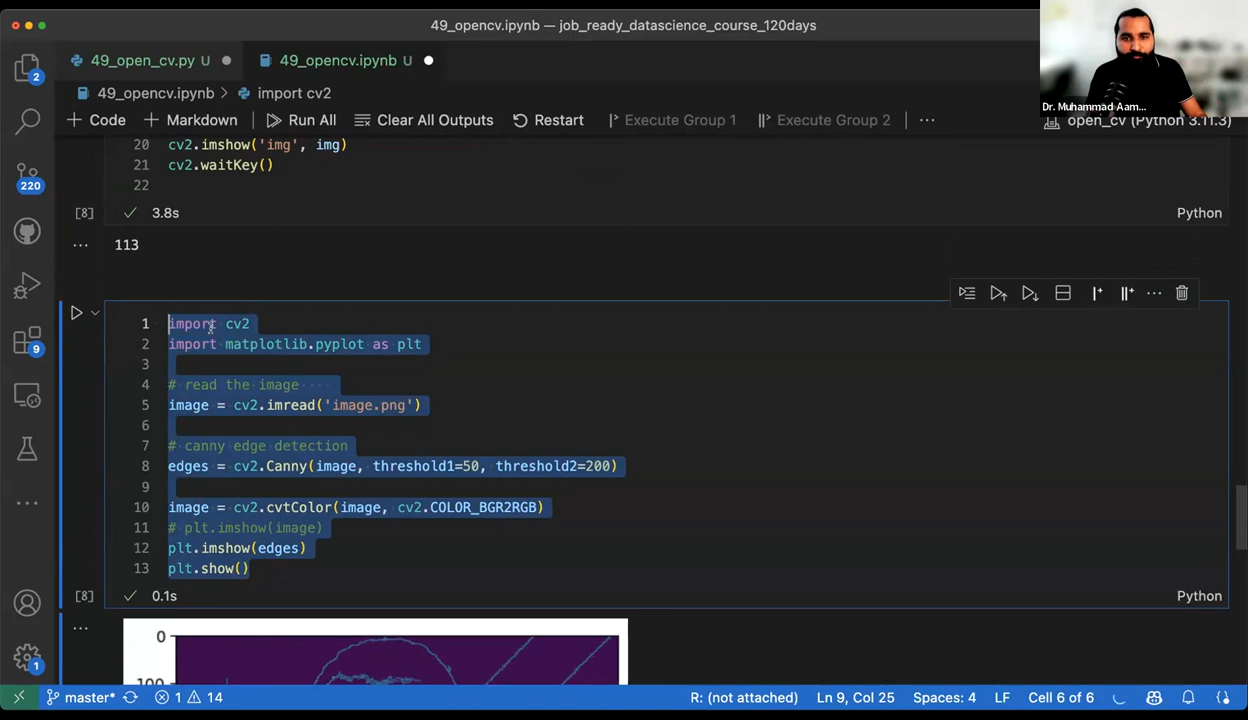 49_opencv.ipynb — job_ready_datascience_course_120days
49_open_cv.py U
49_opencv.ipynb U
49_opencv.ipynb > import cv2
+ Code + Markdown Run All Clear All Outputs Restart Execute Group 1 Execute Group 2 ...
open_cv (Python 3.11.3)
Dr. Muhammad Aam...
2
220
9
1
20 cv2.imshow('img', img)
21 cv2.waitKey()
22
[8] ✓ 3.8s Python
... 113
1 import cv2
2 import matplotlib.pyplot as plt
3
4 # read the image
5 image = cv2.imread('image.png')
6
7 # canny edge detection
8 edges = cv2.Canny(image, threshold1=50, threshold2=200)
9
10 image = cv2.cvtColor(image, cv2.COLOR_BGR2RGB)
11 # plt.imshow(image)
12 plt.imshow(edges)
13 plt.show()
[8] ✓ 0.1s Python
...
0
100
master* 1 14 R: (not attached) Ln 9, Col 25 Spaces: 4 LF Cell 6 of 6